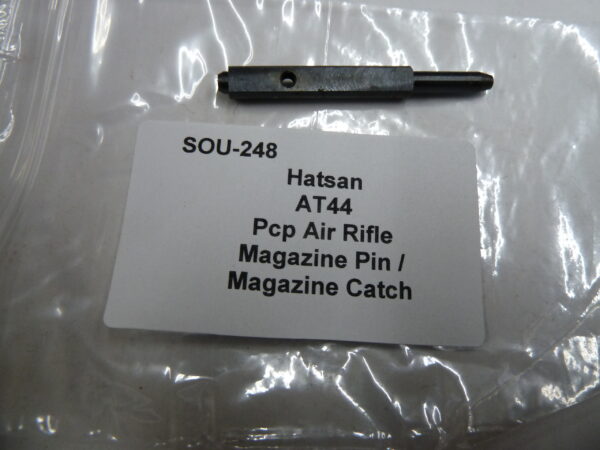 SOU-248
Hatsan
AT44
Pcp Air Rifle
Magazine Pin /
Magazine Catch